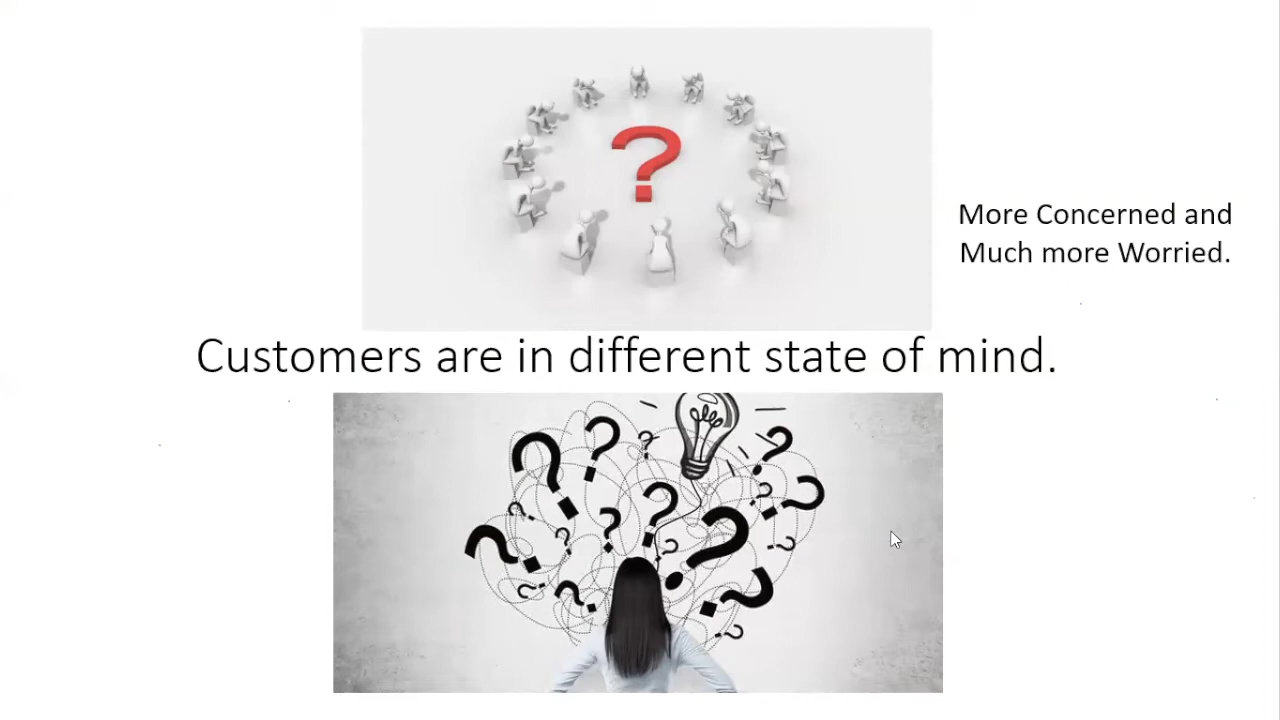 More Concerned and
Much more Worried.
Customers are in different state of mind.